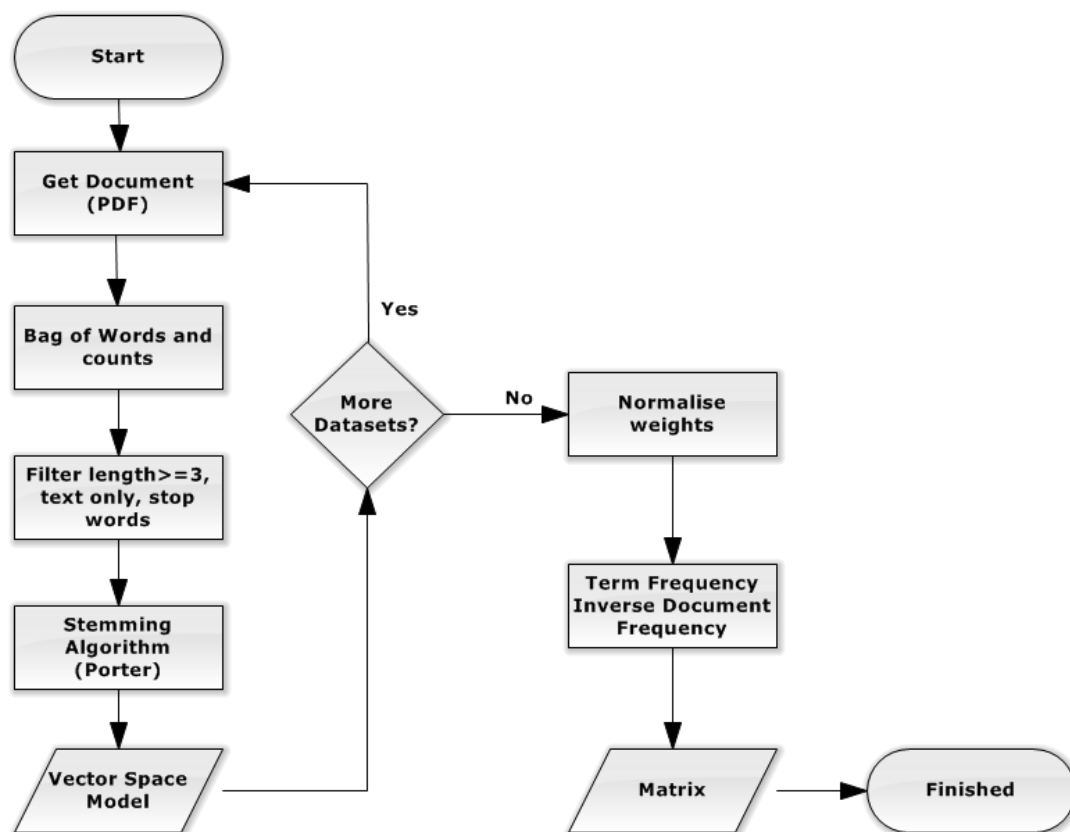 Start
Get Document
(PDF)
Bag of Words and
counts
Filter length>=3,
text only, stop
words
Stemming
Algorithm
(Porter)
Vector Space
Model
More
Datasets?
Yes
No
Normalise
weights
Term Frequency
Inverse Document
Frequency
Matrix
Finished